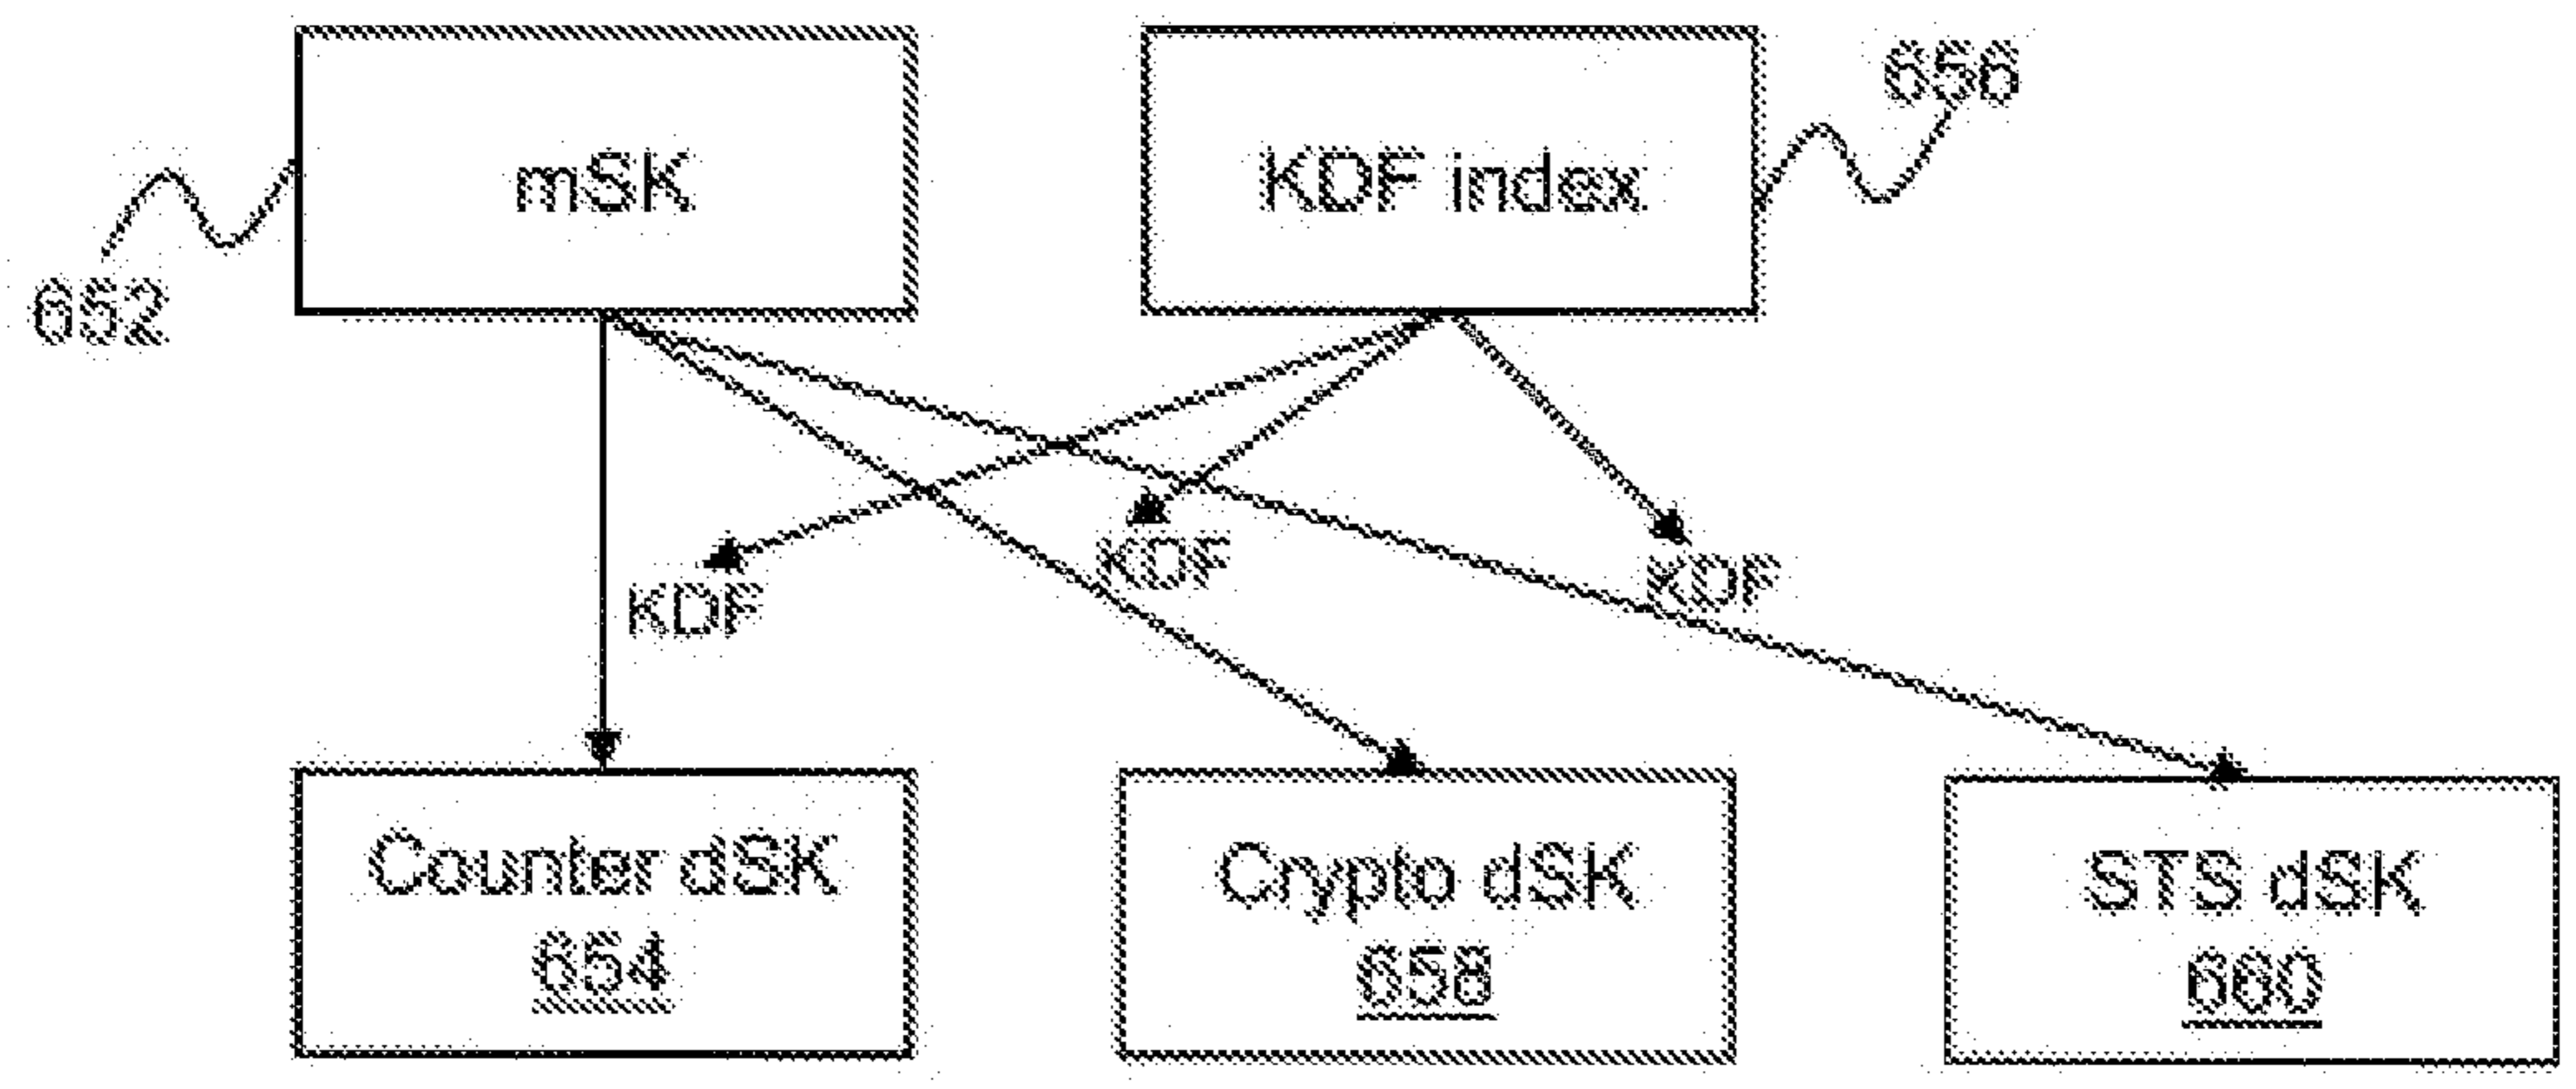 656
mSK
KDF index
652
KDF
KDF
KDF
Counter dSK
654
Crypto dSK
658
STS dSK
660